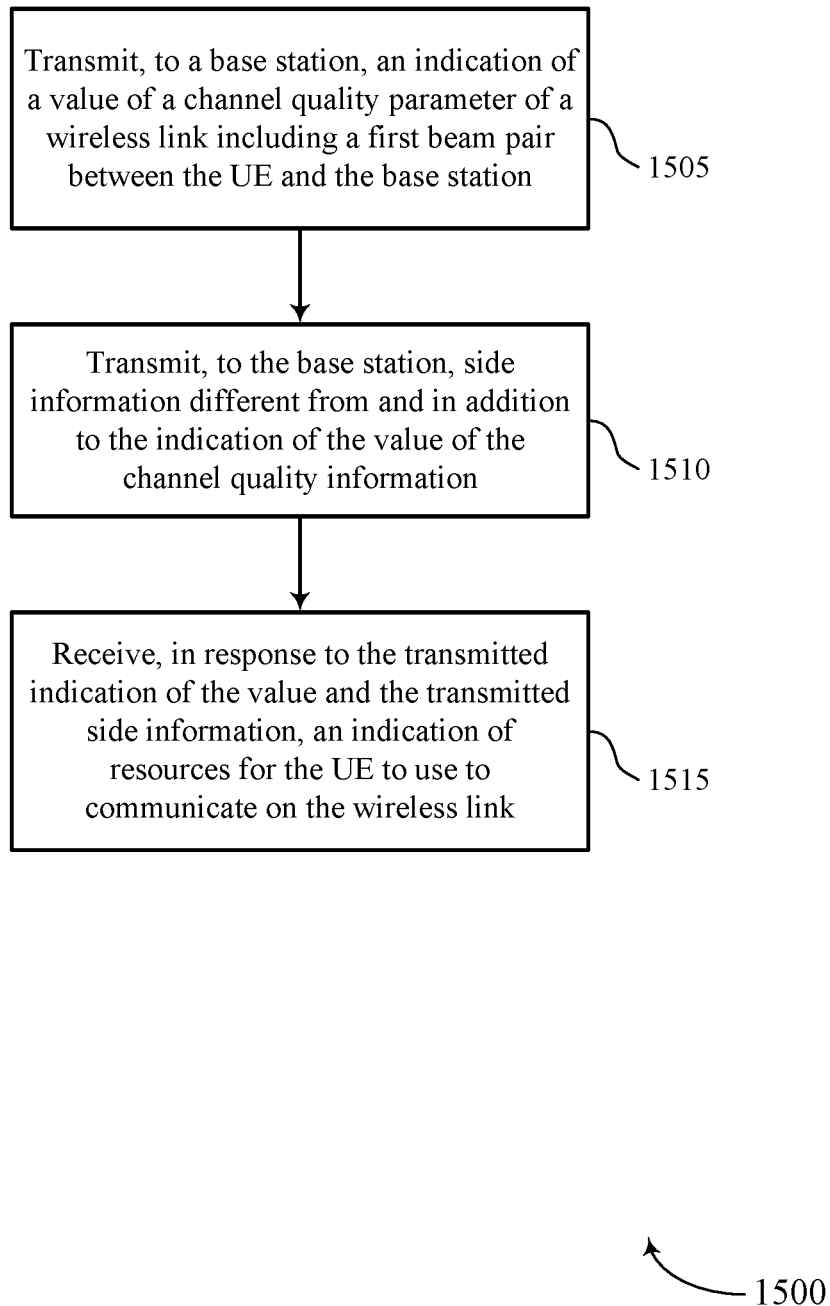 Transmit, to a base station, an indication of
a value of a channel quality parameter of a
wireless link including a first beam pair
between the UE and the base station
1505
Transmit, to the base station, side
information different from and in addition
to the indication of the value of the
channel quality information
1510
Receive, in response to the transmitted
indication of the value and the transmitted
side information, an indication of
resources for the UE to use to
communicate on the wireless link
1515
1500